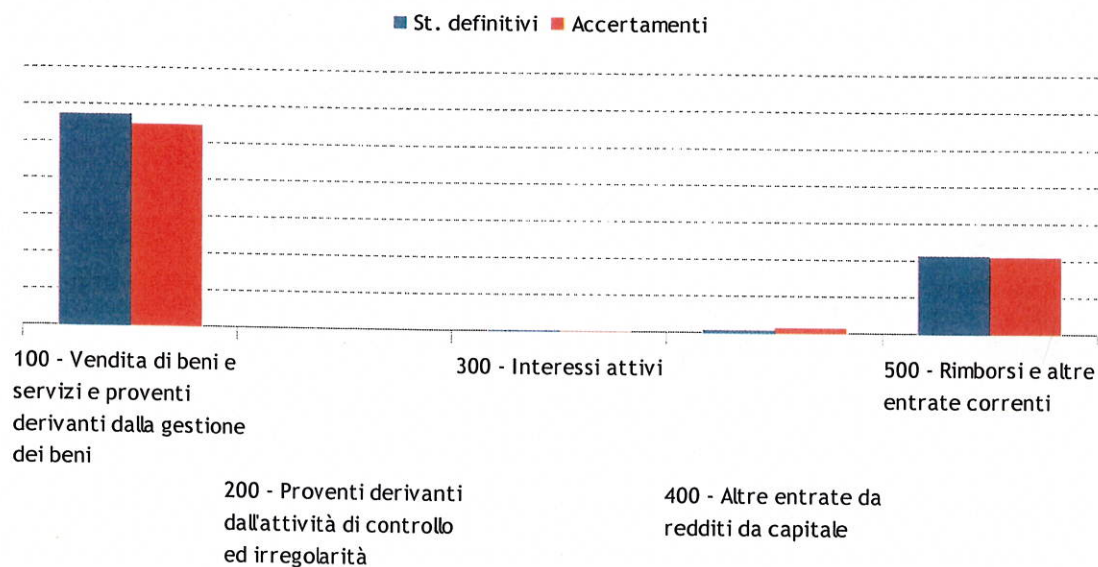 St. definitivi Accertamenti
100 - Vendita di beni e
servizi e proventi
derivanti dalla gestione
dei beni
200 - Proventi derivanti
dall'attività di controllo
ed irregolarità
300 - Interessi attivi
400 - Altre entrate da
redditi da capitale
500 - Rimborsi e altre
entrate correnti